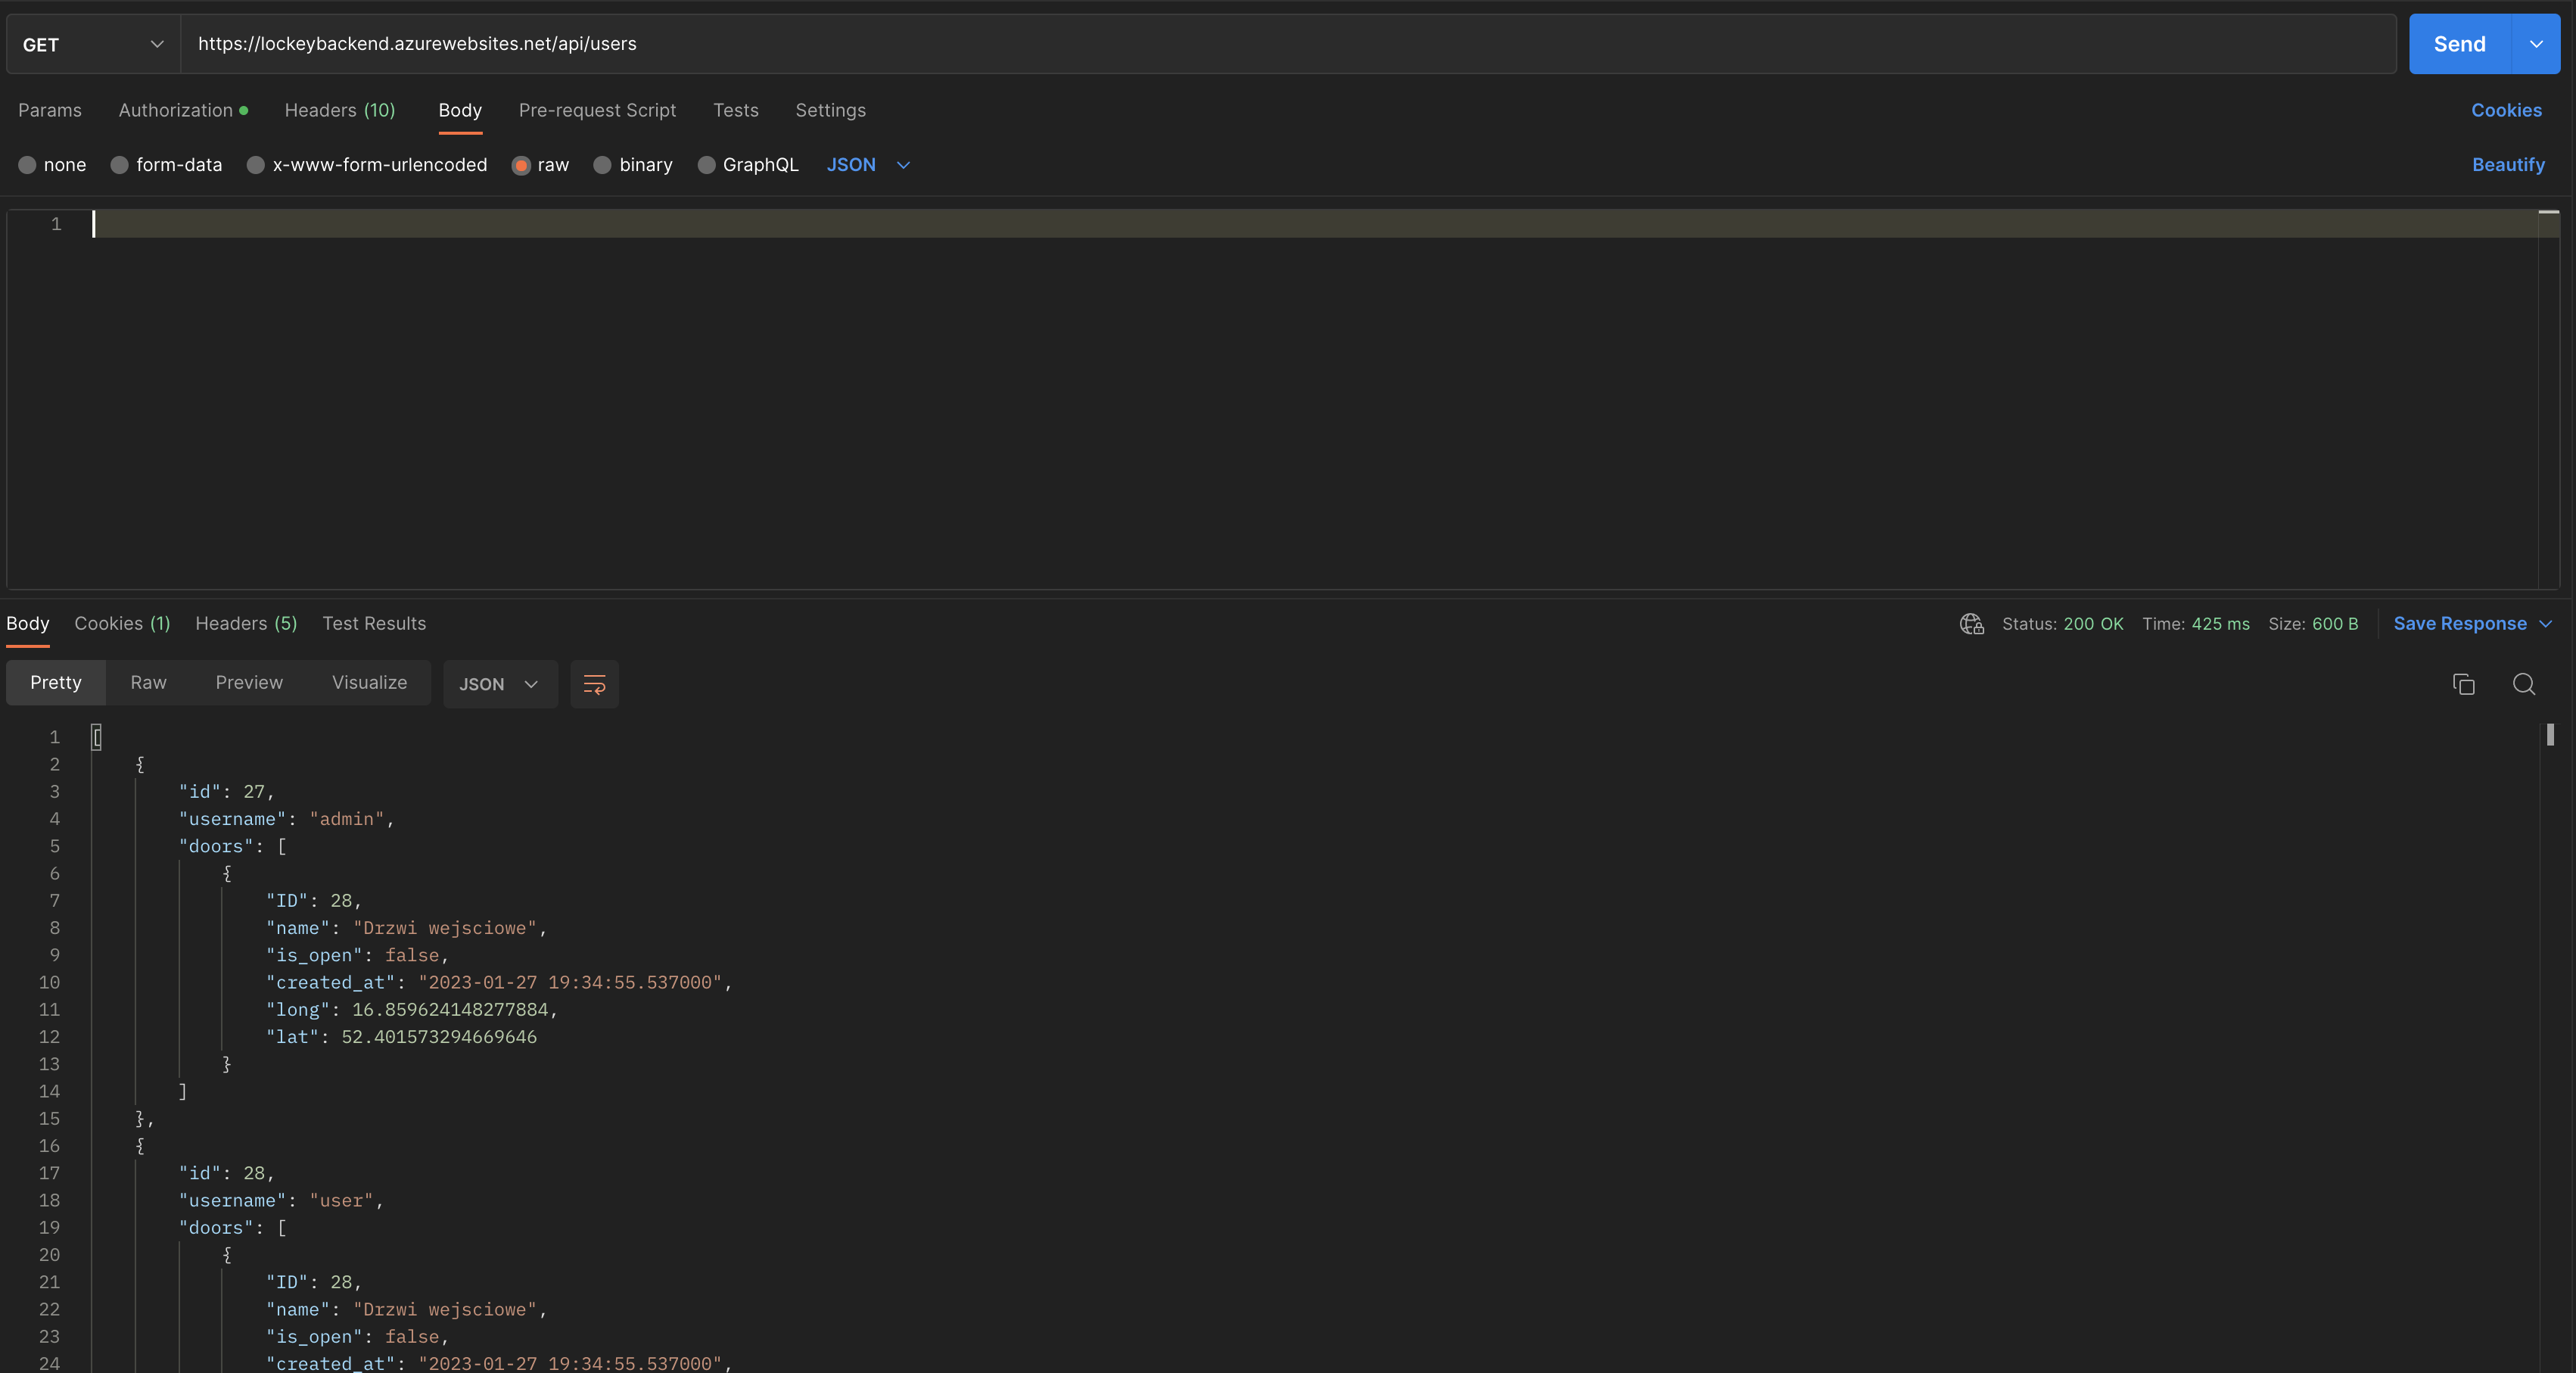 GET https://lockeybackend.azurewebsites.net/api/users Send
Params Authorization Headers (10) Body Pre-request Script Tests Settings Cookies
none form-data x-www-form-urlencoded raw binary GraphQL JSON Beautify
1
Body Cookies (1) Headers (5) Test Results Status: 200 OK Time: 425 ms Size: 600 B Save Response
Pretty Raw Preview Visualize JSON
1 [
2 {
3 "id": 27,
4 "username": "admin",
5 "doors": [
6 {
7 "ID": 28,
8 "name": "Drzwi wejsciowe",
9 "is_open": false,
10 "created_at": "2023-01-27 19:34:55.537000",
11 "long": 16.859624148277884,
12 "lat": 52.401573294669646
13 }
14 ]
15 },
16 {
17 "id": 28,
18 "username": "user",
19 "doors": [
20 {
21 "ID": 28,
22 "name": "Drzwi wejsciowe",
23 "is_open": false,
24 "created_at": "2023-01-27 19:34:55.537000",